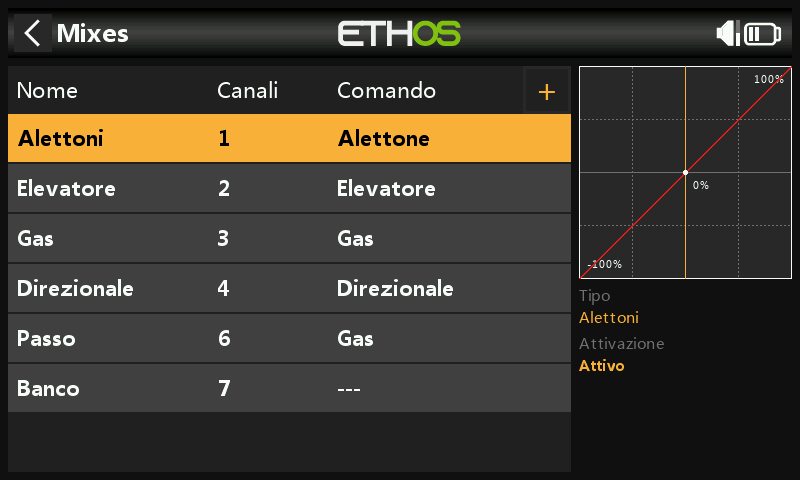 Mixes
ETHOS
Nome Canali Comando +
Alettoni 1 Alettone
Elevatore 2 Elevatore
Gas 3 Gas
Direzionale 4 Direzionale
Passo 6 Gas
Banco 7 ---
100%
0%
-100%
Tipo
Alettoni
Attivazione
Attivo